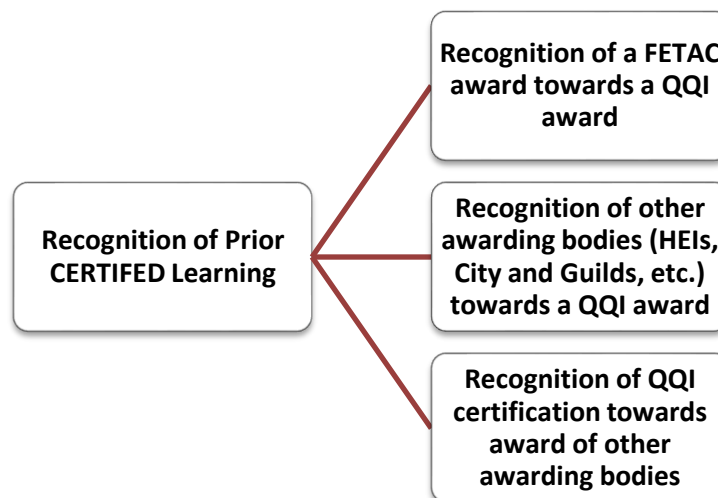 Recognition of a FETAC
award towards a QQI
award
Recognition of Prior
CERTIFED Learning
Recognition of other
awarding bodies (HEIs,
City and Guilds, etc.)
towards a QQI award
Recognition of QQI
certification towards
award of other
awarding bodies